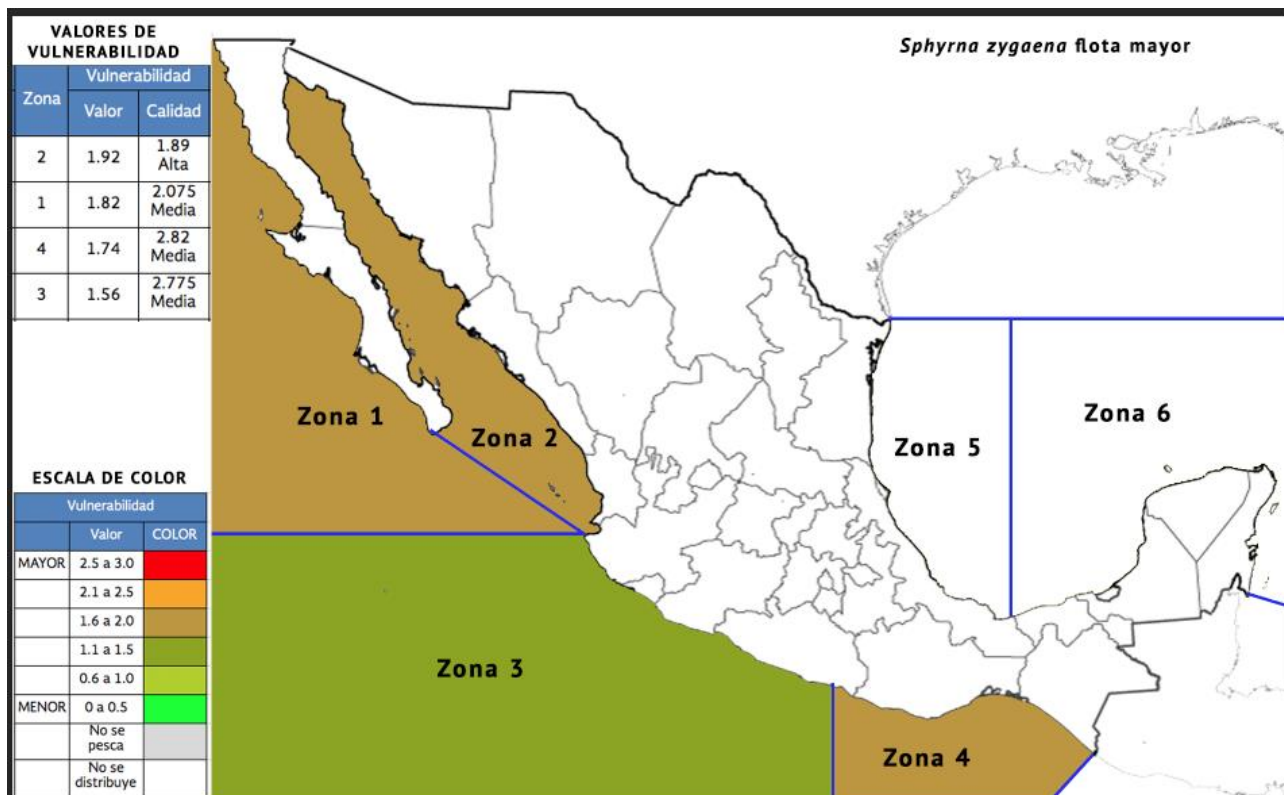 VALORES DE
VULNERABILIDAD
Zona
Vulnerabilidad
Valor
Calidad
2
1.92
1.89
Alta
1
1.82
2.075
Media
4
1.74
2.82
Media
3
1.56
2.775
Media
ESCALA DE COLOR
Vulnerabilidad
Valor
COLOR
MAYOR
2.5 a 3.0
2.1 a 2.5
1.6 a 2.0
1.1 a 1.5
0.6 a 1.0
MENOR
0 a 0.5
No se
pesca
No se
distribuye
Sphyrna zygaena flota mayor
Zona 1
Zona 2
Zona 5
Zona 6
Zona 3
Zona 4